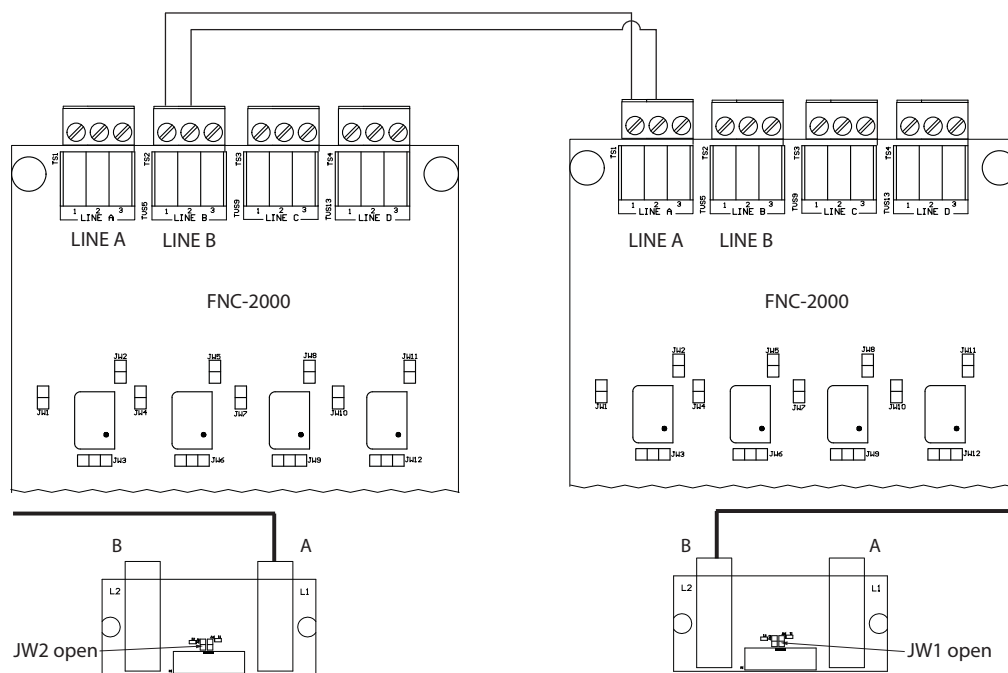 TS1 TS2 TS3 TS4
TUS5 TUS9 TUS13
1 2 3 1 2 3 1 2 3 1 2 3
LINE A LINE B LINE C LINE D
LINE A LINE B
FNC-2000
JW2 JW5 JW8 JW11
JW1 JW4 JW7 JW10
JW3 JW6 JW9 JW12
TS1 TS2 TS3 TS4
TUS5 TUS9 TUS13
1 2 3 1 2 3 1 2 3 1 2 3
LINE A LINE B LINE C LINE D
LINE A LINE B
FNC-2000
JW2 JW5 JW8 JW11
JW1 JW4 JW7 JW10
JW3 JW6 JW9 JW12
B A
L2 L1
JW2 open
B A
L2 L1
JW1 open